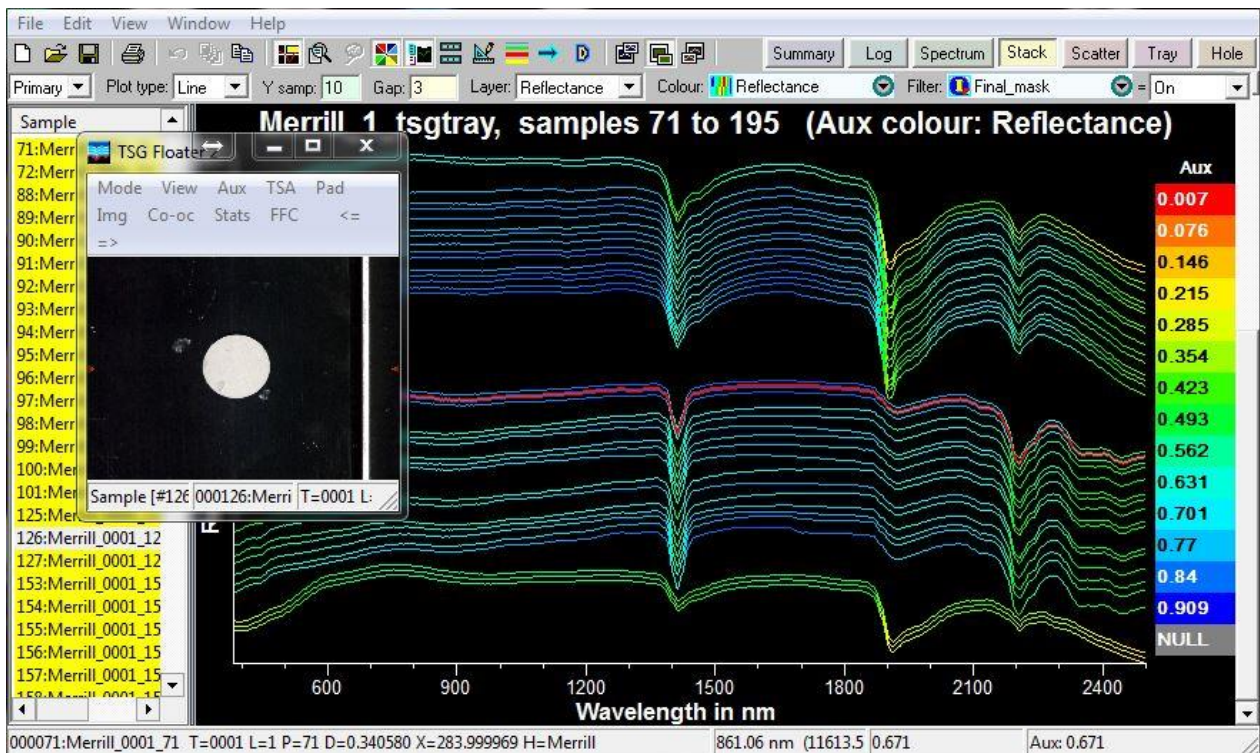 File Edit View Window Help
Summary Log Spectrum Stack Scatter Tray Hole
Primary Plot type: Line Y samp: 10 Gap: 3 Layer: Reflectance Colour: Reflectance Filter: Final_mask = On
Sample
71:Merr
72:Merr
88:Merr
89:Merr
90:Merr
91:Merr
92:Merr
93:Merr
94:Merr
95:Merr
96:Merr
97:Merr
98:Merr
99:Merr
100:Mer
101:Mer
125:Merr
126:Merrill_0001_12
127:Merrill_0001_12
153:Merrill_0001_15
154:Merrill_0001_15
155:Merrill_0001_15
156:Merrill_0001_15
157:Merrill_0001_15
158:Merrill_0001_15
TSG Floater 2
Mode View Aux TSA Pad
Img Co-oc Stats FFC <=
=>
Sample [#126 000126:Merri T=0001 L:
Merrill_1_tsgtray, samples 71 to 195 (Aux colour: Reflectance)
Aux
0.007
0.076
0.146
0.215
0.285
0.354
0.423
0.493
0.562
0.631
0.701
0.77
0.84
0.909
NULL
600 900 1200 1500 1800 2100 2400
Wavelength in nm
000071:Merrill_0001_71 T=0001 L=1 P=71 D=0.340580 X=283.999969 H=Merrill 861.06 nm (11613.5 0.671 Aux: 0.671